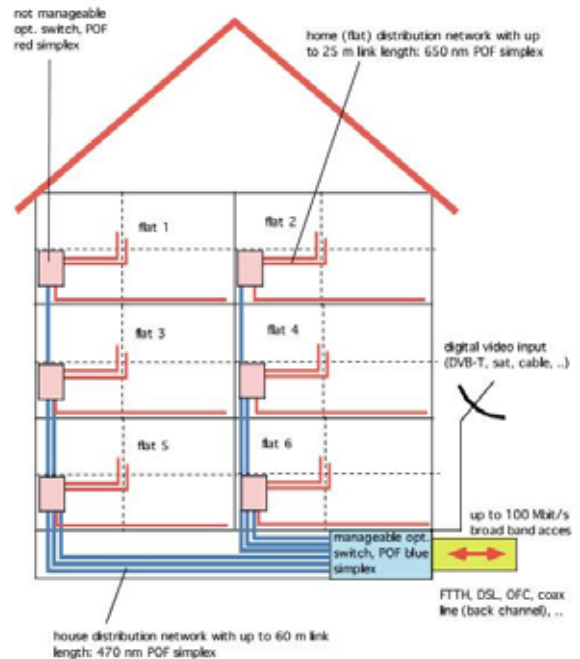 not manageable
opt. switch, POF
red simplex
home (flat) distribution network with up
to 25 m link length: 650 nm POF simplex
flat 1
flat 2
flat 3
flat 4
digital video input
(DVB-T, sat, cable, ..)
flat 5
flat 6
up to 100 Mbit/s
broad band acces
manageable opt.
switch, POF blue
simplex
FTTH, DSL, OFC, coax
line (back channel), ..
house distribution network with up to 60 m link
length: 470 nm POF simplex